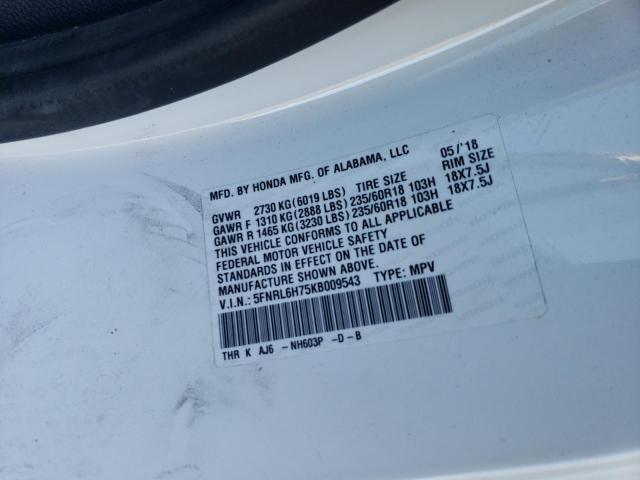 MFD. BY HONDA MFG. OF ALABAMA, LLC 05/'18
GVWR 2730 KG(6019 LBS) TIRE SIZE RIM SIZE
GAWR F 1310 KG(2888 LBS) 235/60R18 103H 18X7.5J
GAWR R 1465 KG(3230 LBS) 235/60R18 103H 18X7.5J
THIS VEHICLE CONFORMS TO ALL APPLICABLE
FEDERAL MOTOR VEHICLE SAFETY
STANDARDS IN EFFECT ON THE DATE OF
MANUFACTURE SHOWN ABOVE.
V.I.N.: 5FNRL6H75KB009543 TYPE: MPV
THR K AJ6 -NH603P -D-B